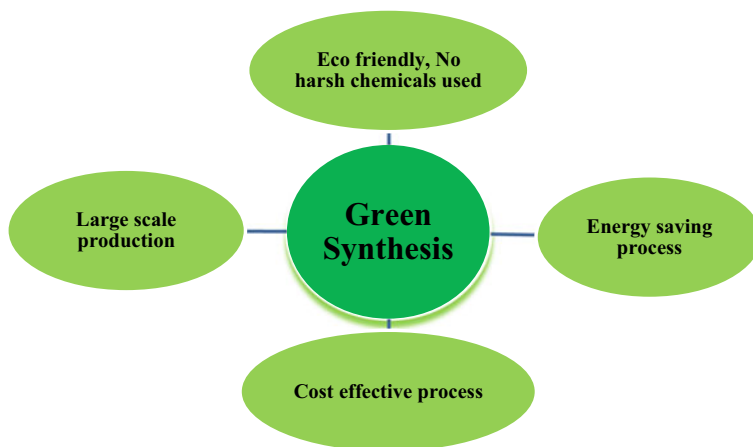 Eco friendly, No
harsh chemicals used
Large scale
production
Green
Synthesis
Energy saving
process
Cost effective process